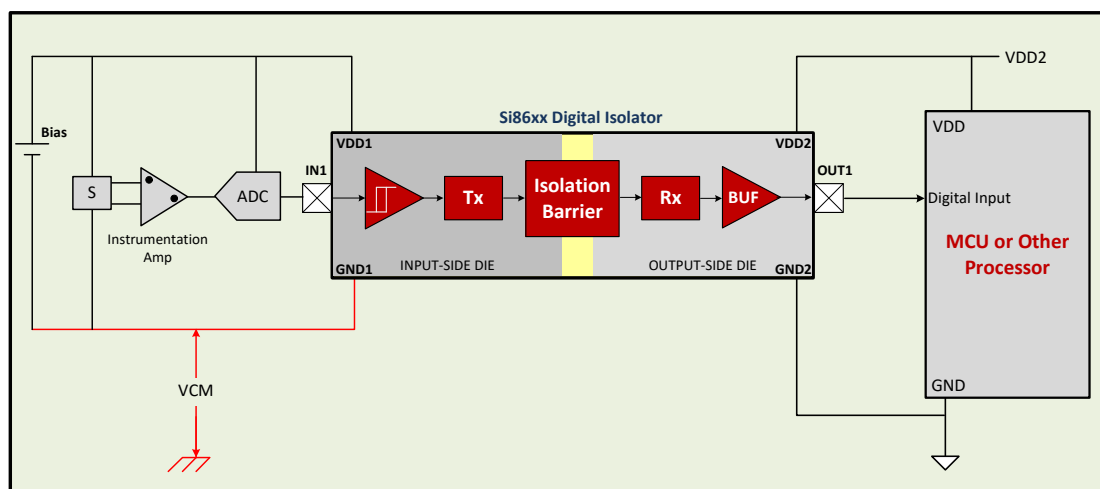 VDD2
Si86xx Digital Isolator
Bias
VDD1
VDD2
VDD
IN1
OUT1
S
ADC
Tx
Isolation
Barrier
Rx
BUF
Digital Input
Instrumentation
Amp
MCU or Other
Processor
GND1
INPUT-SIDE DIE
OUTPUT-SIDE DIE
GND2
VCM
GND